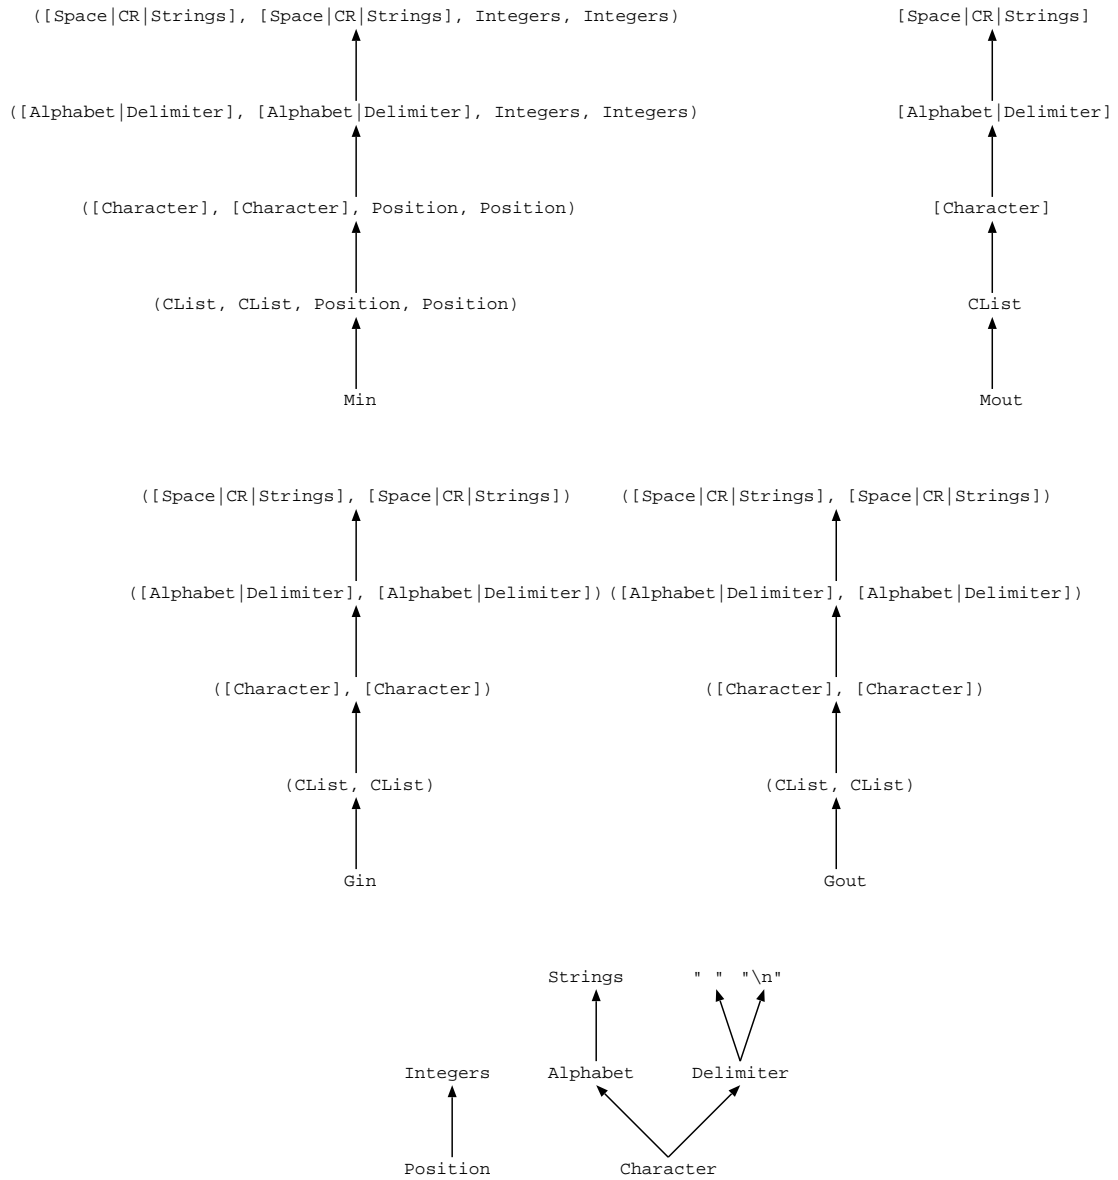 ([Space|CR|Strings], [Space|CR|Strings], Integers, Integers) [Space|CR|Strings]
([Alphabet|Delimiter], [Alphabet|Delimiter], Integers, Integers) [Alphabet|Delimiter]
([Character], [Character], Position, Position) [Character]
(CList, CList, Position, Position) CList
Min Mout
([Space|CR|Strings], [Space|CR|Strings]) ([Space|CR|Strings], [Space|CR|Strings])
([Alphabet|Delimiter], [Alphabet|Delimiter]) ([Alphabet|Delimiter], [Alphabet|Delimiter])
([Character], [Character]) ([Character], [Character])
(CList, CList) (CList, CList)
Gin Gout
Strings " " "\n"
Integers Alphabet Delimiter
Position Character